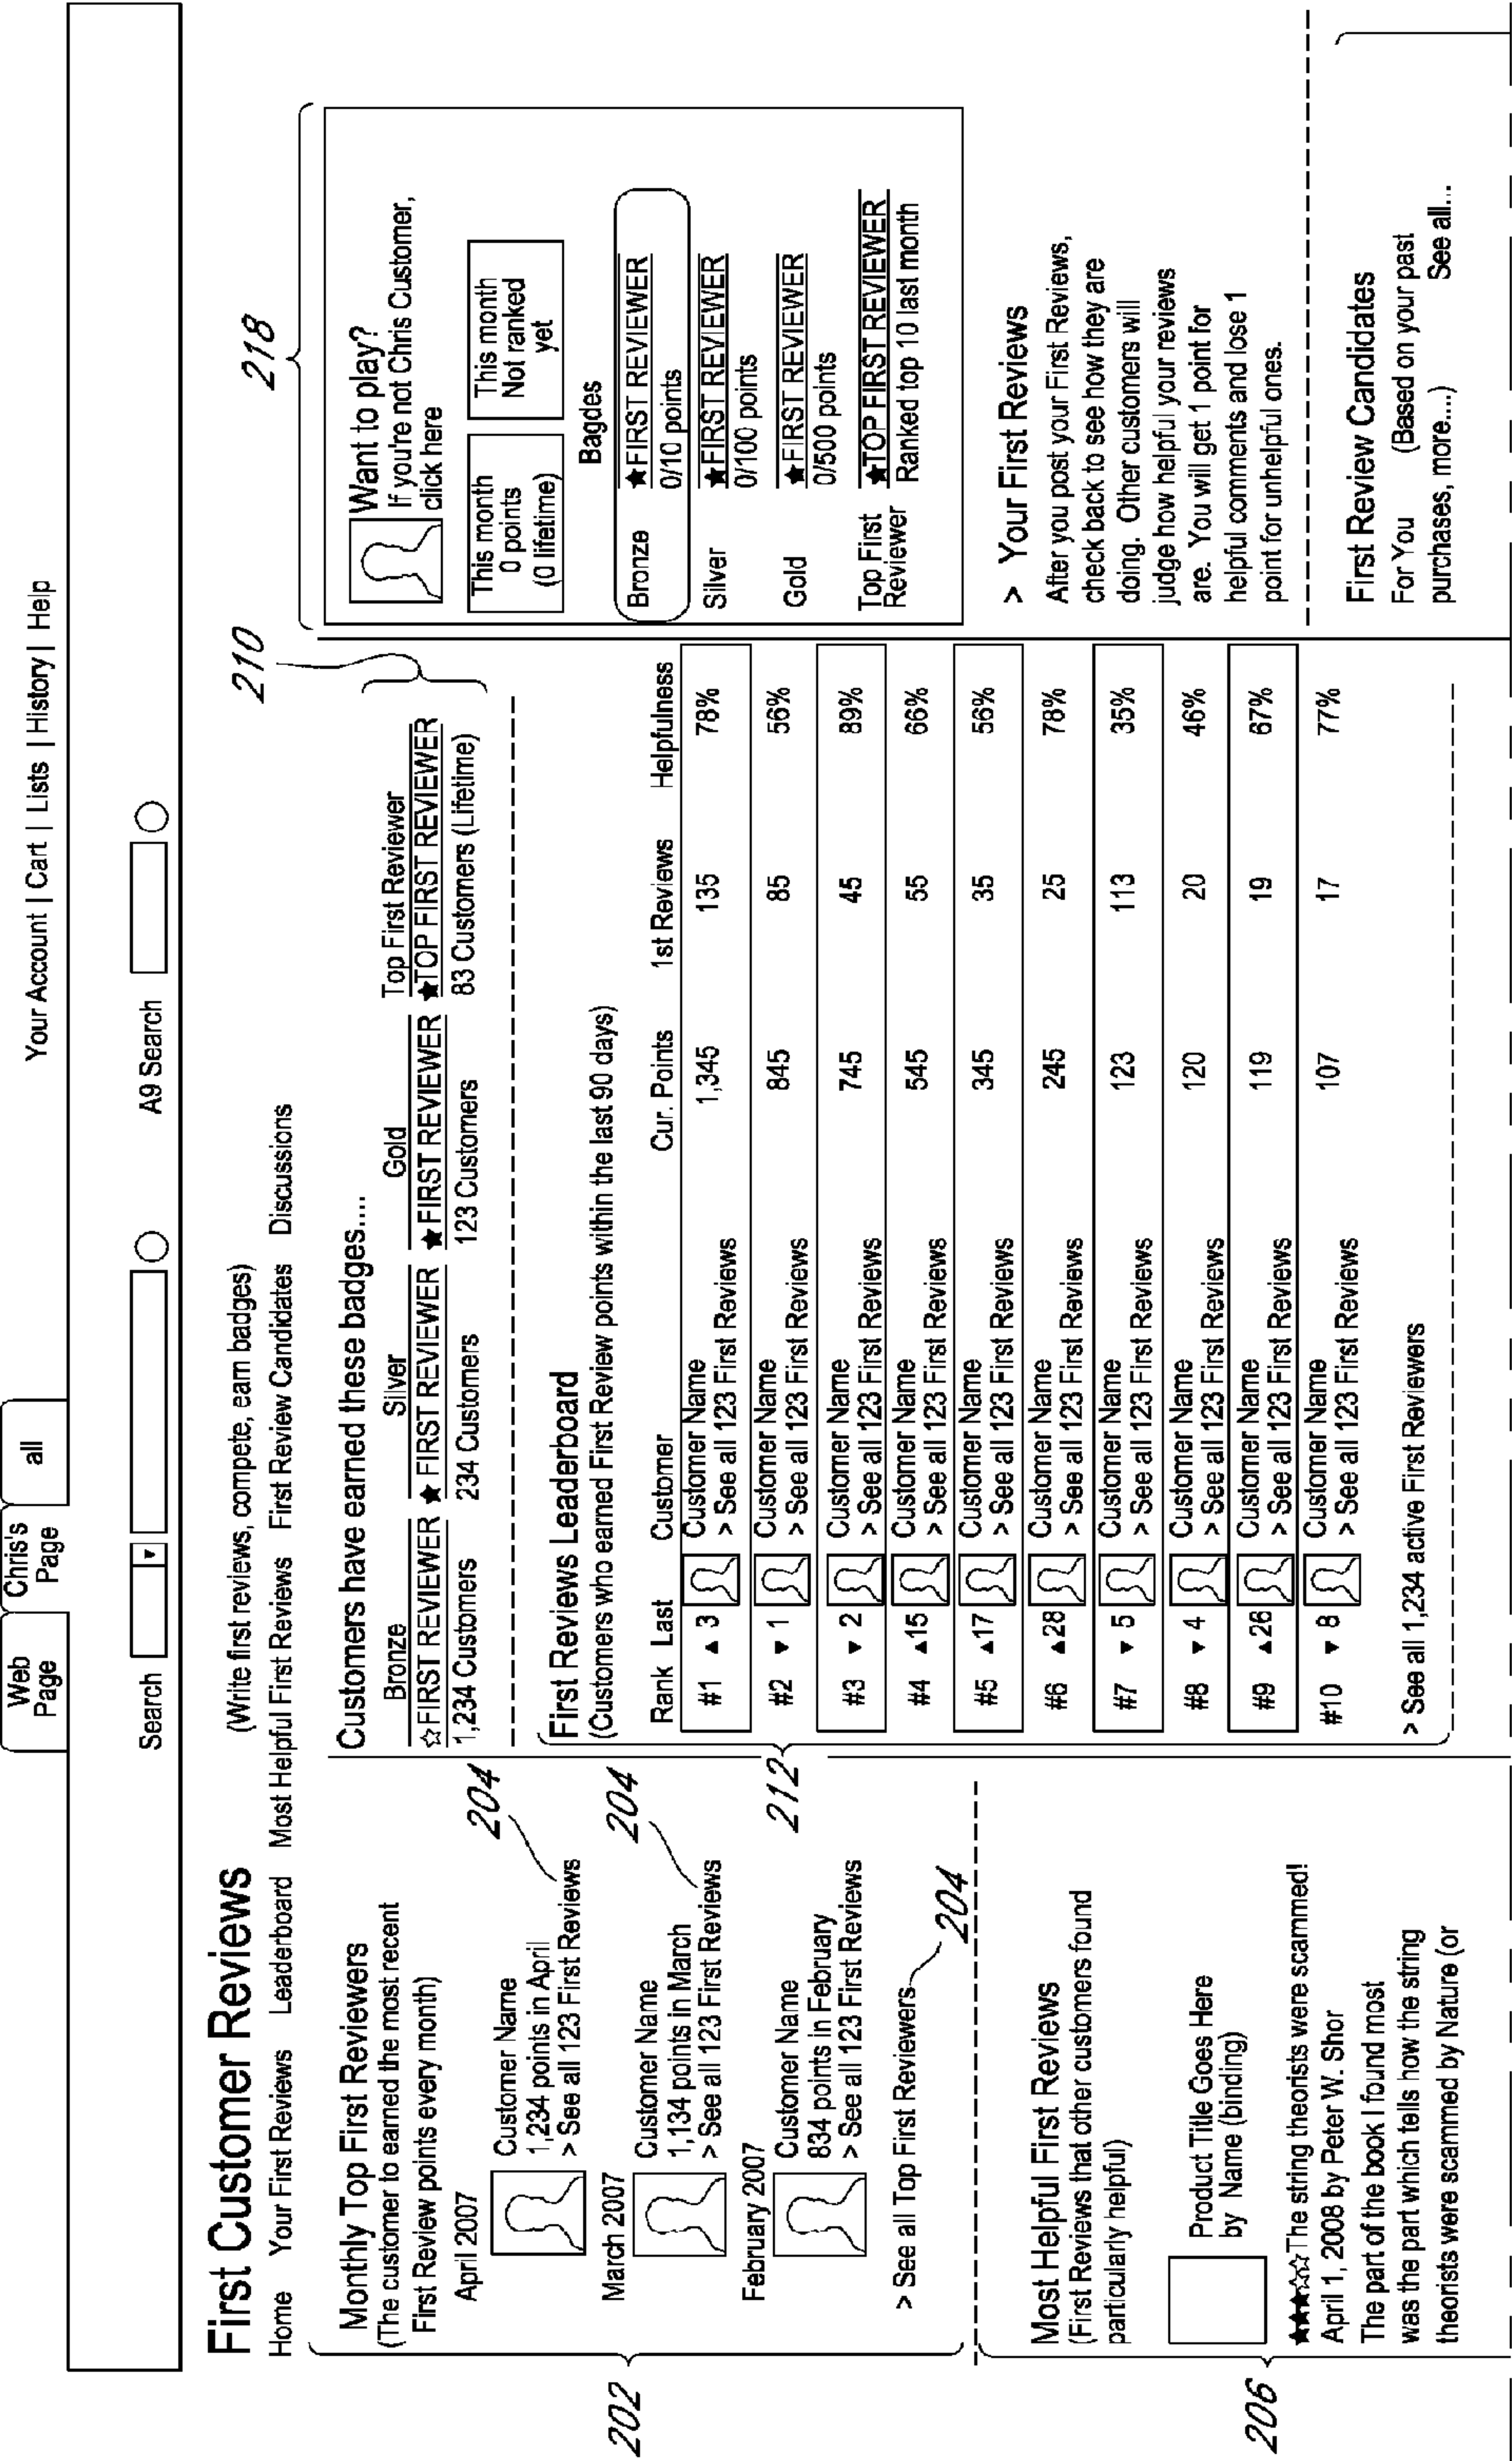 Your Account | Cart | Lists | History | Help
Web Page
Chris's Page
all
Search
A9 Search
First Customer Reviews
(Write first reviews, compete, earn badges)
Home Your First Reviews Leaderboard Most Helpful First Reviews First Review Candidates Discussions
202
Monthly Top First Reviewers
(The customer to earned the most recent
First Review points every month)
April 2007
Customer Name
1,234 points in April
> See all 123 First Reviews
204
March 2007
Customer Name
1,134 points in March
> See all 123 First Reviews
204
February 2007
Customer Name
834 points in February
> See all 123 First Reviews
> See all Top First Reviewers
204
206
Most Helpful First Reviews
(First Reviews that other customers found
particularly helpful)
Product Title Goes Here
by Name (binding)
★★★☆☆The string theorists were scammed!
April 1, 2008 by Peter W. Shor
The part of the book I found most
was the part which tells how the string
theorists were scammed by Nature (or
Customers have earned these badges....
210
Bronze Silver Gold Top First Reviewer
☆FIRST REVIEWER ★ FIRST REVIEWER ★FIRST REVIEWER ★TOP FIRST REVIEWER
1,234 Customers 234 Customers 123 Customers 83 Customers (Lifetime)
212
First Reviews Leaderboard
(Customers who earned First Review points within the last 90 days)
Rank Last Customer Cur. Points 1st Reviews Helpfulness
#1 ▲ 3 Customer Name 1,345 135 78%
> See all 123 First Reviews
#2 ▼ 1 Customer Name 845 85 56%
> See all 123 First Reviews
#3 ▼ 2 Customer Name 745 45 89%
> See all 123 First Reviews
#4 ▲15 Customer Name 545 55 66%
> See all 123 First Reviews
#5 ▲17 Customer Name 345 35 56%
> See all 123 First Reviews
#6 ▲28 Customer Name 245 25 78%
> See all 123 First Reviews
#7 ▼ 5 Customer Name 123 113 35%
> See all 123 First Reviews
#8 ▼ 4 Customer Name 120 20 46%
> See all 123 First Reviews
#9 ▲26 Customer Name 119 19 67%
> See all 123 First Reviews
#10 ▼ 8 Customer Name 107 17 77%
> See all 123 First Reviews
> See all 1,234 active First Reviewers
218
Want to play?
If you're not Chris Customer,
click here
This month
0 points
(0 lifetime)
This month
Not ranked
yet
Bagdes
Bronze ★FIRST REVIEWER
0/10 points
Silver ★FIRST REVIEWER
0/100 points
Gold ★FIRST REVIEWER
0/500 points
Top First Reviewer ★TOP FIRST REVIEWER
Ranked top 10 last month
> Your First Reviews
After you post your First Reviews,
check back to see how they are
doing. Other customers will
judge how helpful your reviews
are. You will get 1 point for
helpful comments and lose 1
point for unhelpful ones.
First Review Candidates
For You (Based on your past
purchases, more....) See all...